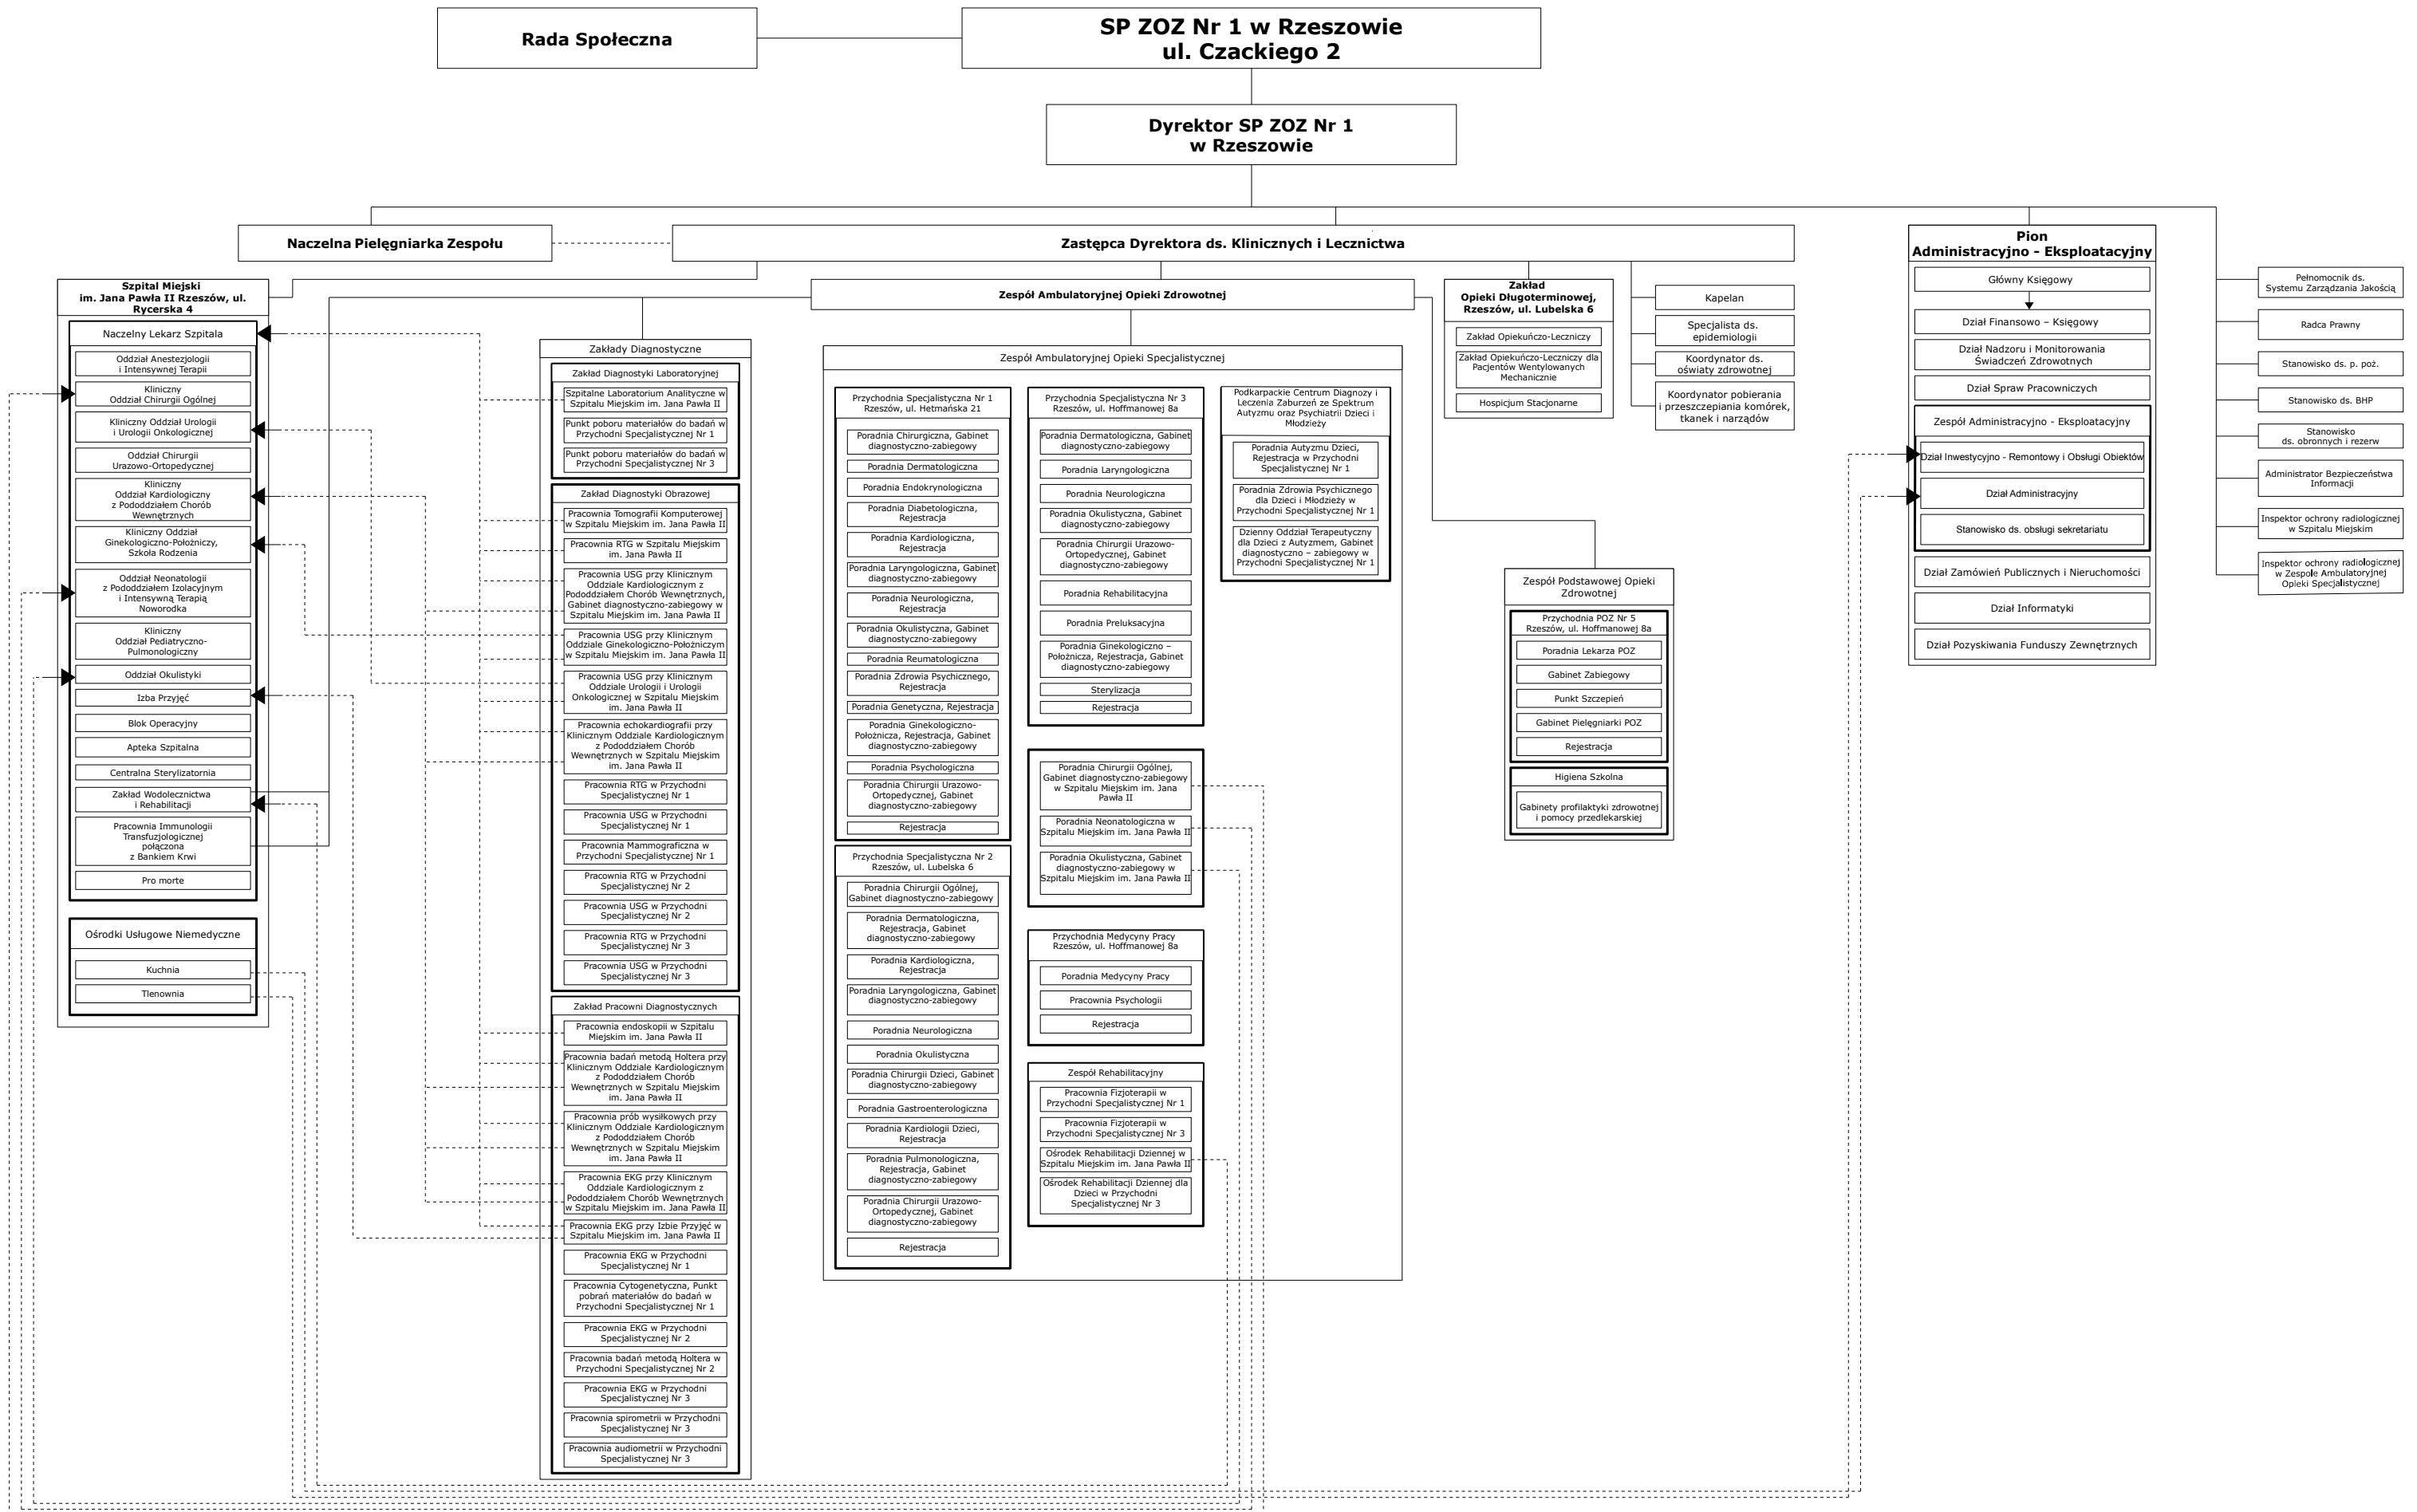 Rada Społeczna
SP ZOZ Nr 1 w Rzeszowie
ul. Czackiego 2
Dyrektor SP ZOZ Nr 1
w Rzeszowie
Naczelna Pielęgniarka Zespołu
Zastępca Dyrektora ds. Klinicznych i Lecznictwa
Szpital Miejski
im. Jana Pawła II Rzeszów, ul.
Rycerska 4
Naczelny Lekarz Szpitala
Oddział Anestezjologii
i Intensywnej Terapii
Kliniczny
Oddział Chirurgii Ogólnej
Kliniczny Oddział Urologii
i Urologii Onkologicznej
Oddział Chirurgii
Urazowo-Ortopedycznej
Kliniczny
Oddział Kardiologiczny
z Pododdziałem Chorób
Wewnętrznych
Kliniczny Oddział
Ginekologiczno-Położniczy,
Szkoła Rodzenia
Oddział Neonatologii
z Pododdziałem Izolacyjnym
i Intensywną Terapią
Noworodka
Kliniczny
Oddział Pediatryczno-
Pulmonologiczny
Oddział Okulistyki
Izba Przyjęć
Blok Operacyjny
Apteka Szpitalna
Centralna Sterylizatornia
Zakład Wodolecznictwa
i Rehabilitacji
Pracownia Immunologii
Transfuzjologicznej
połączona
z Bankiem Krwi
Pro morte
Ośrodki Usługowe Niemedyczne
Kuchnia
Tlenownia
Zespół Ambulatoryjnej Opieki Zdrowotnej
Zakłady Diagnostyczne
Zakład Diagnostyki Laboratoryjnej
Szpitalne Laboratorium Analityczne w
Szpitalu Miejskim im. Jana Pawła II
Punkt poboru materiałów do badań w
Przychodni Specjalistycznej Nr 1
Punkt poboru materiałów do badań w
Przychodni Specjalistycznej Nr 3
Zakład Diagnostyki Obrazowej
Pracownia Tomografii Komputerowej
w Szpitalu Miejskim im. Jana Pawła II
Pracownia RTG w Szpitalu Miejskim
im. Jana Pawła II
Pracownia USG przy Klinicznym
Oddziale Kardiologicznym z
Pododdziałem Chorób Wewnętrznych,
Gabinet diagnostyczno-zabiegowy w
Szpitalu Miejskim im. Jana Pawła II
Pracownia USG przy Klinicznym
Oddziale Ginekologiczno-Położniczym
w Szpitalu Miejskim im. Jana Pawła II
Pracownia USG przy Klinicznym
Oddziale Urologii i Urologii
Onkologicznej w Szpitalu Miejskim
im. Jana Pawła II
Pracownia echokardiografii przy
Klinicznym Oddziale Kardiologicznym
z Pododdziałem Chorób
Wewnętrznych w Szpitalu Miejskim
im. Jana Pawła II
Pracownia RTG w Przychodni
Specjalistycznej Nr 1
Pracownia USG w Przychodni
Specjalistycznej Nr 1
Pracownia Mammograficzna w
Przychodni Specjalistycznej Nr 1
Pracownia RTG w Przychodni
Specjalistycznej Nr 2
Pracownia USG w Przychodni
Specjalistycznej Nr 2
Pracownia RTG w Przychodni
Specjalistycznej Nr 3
Pracownia USG w Przychodni
Specjalistycznej Nr 3
Zakład Pracowni Diagnostycznych
Pracownia endoskopii w Szpitalu
Miejskim im. Jana Pawła II
Pracownia badań metodą Holtera przy
Klinicznym Oddziale Kardiologicznym
z Pododdziałem Chorób
Wewnętrznych w Szpitalu Miejskim
im. Jana Pawła II
Pracownia prób wysiłkowych przy
Klinicznym Oddziale Kardiologicznym
z Pododdziałem Chorób
Wewnętrznych w Szpitalu Miejskim
im. Jana Pawła II
Pracownia EKG przy Klinicznym
Oddziale Kardiologicznym z
Pododdziałem Chorób Wewnętrznych
w Szpitalu Miejskim im. Jana Pawła II
Pracownia EKG przy Izbie Przyjęć w
Szpitalu Miejskim im. Jana Pawła II
Pracownia EKG w Przychodni
Specjalistycznej Nr 1
Pracownia Cytogenetyczna, Punkt
pobrań materiałów do badań w
Przychodni Specjalistycznej Nr 1
Pracownia EKG w Przychodni
Specjalistycznej Nr 2
Pracownia badań metodą Holtera w
Przychodni Specjalistycznej Nr 2
Pracownia EKG w Przychodni
Specjalistycznej Nr 3
Pracownia spirometrii w Przychodni
Specjalistycznej Nr 3
Pracownia audiometrii w Przychodni
Specjalistycznej Nr 3
Zespół Ambulatoryjnej Opieki Specjalistycznej
Przychodnia Specjalistyczna Nr 1
Rzeszów, ul. Hetmańska 21
Poradnia Chirurgiczna, Gabinet
diagnostyczno-zabiegowy
Poradnia Dermatologiczna
Poradnia Endokrynologiczna
Poradnia Diabetologiczna,
Rejestracja
Poradnia Kardiologiczna,
Rejestracja
Poradnia Laryngologiczna, Gabinet
diagnostyczno-zabiegowy
Poradnia Neurologiczna,
Rejestracja
Poradnia Okulistyczna, Gabinet
diagnostyczno-zabiegowy
Poradnia Reumatologiczna
Poradnia Zdrowia Psychicznego,
Rejestracja
Poradnia Genetyczna, Rejestracja
Poradnia Ginekologiczno-
Położnicza, Rejestracja, Gabinet
diagnostyczno-zabiegowy
Poradnia Psychologiczna
Poradnia Chirurgii Urazowo-
Ortopedycznej, Gabinet
diagnostyczno-zabiegowy
Rejestracja
Przychodnia Specjalistyczna Nr 2
Rzeszów, ul. Lubelska 6
Poradnia Chirurgii Ogólnej,
Gabinet diagnostyczno-zabiegowy
Poradnia Dermatologiczna,
Rejestracja, Gabinet
diagnostyczno-zabiegowy
Poradnia Kardiologiczna,
Rejestracja
Poradnia Laryngologiczna, Gabinet
diagnostyczno-zabiegowy
Poradnia Neurologiczna
Poradnia Okulistyczna
Poradnia Chirurgii Dzieci, Gabinet
diagnostyczno-zabiegowy
Poradnia Gastroenterologiczna
Poradnia Kardiologii Dzieci,
Rejestracja
Poradnia Pulmonologiczna,
Rejestracja, Gabinet
diagnostyczno-zabiegowy
Poradnia Chirurgii Urazowo-
Ortopedycznej, Gabinet
diagnostyczno-zabiegowy
Rejestracja
Przychodnia Specjalistyczna Nr 3
Rzeszów, ul. Hoffmanowej 8a
Poradnia Dermatologiczna, Gabinet
diagnostyczno-zabiegowy
Poradnia Laryngologiczna
Poradnia Neurologiczna
Poradnia Okulistyczna, Gabinet
diagnostyczno-zabiegowy
Poradnia Chirurgii Urazowo-
Ortopedycznej, Gabinet
diagnostyczno-zabiegowy
Poradnia Rehabilitacyjna
Poradnia Preluksacyjna
Poradnia Ginekologiczno –
Położnicza, Rejestracja, Gabinet
diagnostyczno-zabiegowy
Sterylizacja
Rejestracja
Poradnia Chirurgii Ogólnej,
Gabinet diagnostyczno-zabiegowy
w Szpitalu Miejskim im. Jana
Pawła II
Poradnia Neonatologiczna w
Szpitalu Miejskim im. Jana Pawła II
Poradnia Okulistyczna, Gabinet
diagnostyczno-zabiegowy w
Szpitalu Miejskim im. Jana Pawła II
Przychodnia Medycyny Pracy
Rzeszów, ul. Hoffmanowej 8a
Poradnia Medycyny Pracy
Pracownia Psychologii
Rejestracja
Zespół Rehabilitacyjny
Pracownia Fizjoterapii w
Przychodni Specjalistycznej Nr 1
Pracownia Fizjoterapii w
Przychodni Specjalistycznej Nr 3
Ośrodek Rehabilitacji Dziennej w
Szpitalu Miejskim im. Jana Pawła II
Ośrodek Rehabilitacji Dziennej dla
Dzieci w Przychodni
Specjalistycznej Nr 3
Podkarpackie Centrum Diagnozy i
Leczenia Zaburzeń ze Spektrum
Autyzmu oraz Psychiatrii Dzieci i
Młodzieży
Poradnia Autyzmu Dzieci,
Rejestracja w Przychodni
Specjalistycznej Nr 1
Poradnia Zdrowia Psychicznego
dla Dzieci i Młodzieży w
Przychodni Specjalistycznej Nr 1
Dzienny Oddział Terapeutyczny
dla Dzieci z Autyzmem, Gabinet
diagnostyczno – zabiegowy w
Przychodni Specjalistycznej Nr 1
Zakład
Opieki Długoterminowej,
Rzeszów, ul. Lubelska 6
Zakład Opiekuńczo-Leczniczy
Zakład Opiekuńczo-Leczniczy dla
Pacjentów Wentylowanych
Mechanicznie
Hospicjum Stacjonarne
Kapelan
Specjalista ds.
epidemiologii
Koordynator ds.
oświaty zdrowotnej
Koordynator pobierania
i przeszczepiania komórek,
tkanek i narządów
Zespół Podstawowej Opieki
Zdrowotnej
Przychodnia POZ Nr 5
Rzeszów, ul. Hoffmanowej 8a
Poradnia Lekarza POZ
Gabinet Zabiegowy
Punkt Szczepień
Gabinet Pielęgniarki POZ
Rejestracja
Higiena Szkolna
Gabinety profilaktyki zdrowotnej
i pomocy przedlekarskiej
Pion
Administracyjno - Eksploatacyjny
Główny Księgowy
Dział Finansowo – Księgowy
Dział Nadzoru i Monitorowania
Świadczeń Zdrowotnych
Dział Spraw Pracowniczych
Zespół Administracyjno - Eksploatacyjny
Dział Inwestycyjno - Remontowy i Obsługi Obiektów
Dział Administracyjny
Stanowisko ds. obsługi sekretariatu
Dział Zamówień Publicznych i Nieruchomości
Dział Informatyki
Dział Pozyskiwania Funduszy Zewnętrznych
Pełnomocnik ds.
Systemu Zarządzania Jakością
Radca Prawny
Stanowisko ds. p. poż.
Stanowisko ds. BHP
Stanowisko
ds. obronnych i rezerw
Administrator Bezpieczeństwa
Informacji
Inspektor ochrony radiologicznej
w Szpitalu Miejskim
Inspektor ochrony radiologicznej
w Zespole Ambulatoryjnej
Opieki Specjalistycznej